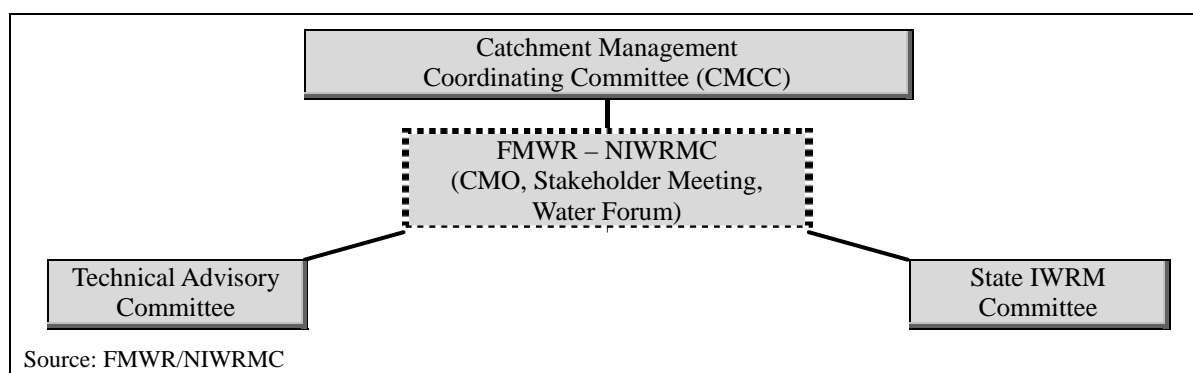 Catchment Management
Coordinating Committee (CMCC)
FMWR – NIWRMC
(CMO, Stakeholder Meeting,
Water Forum)
Technical Advisory
Committee
State IWRM
Committee
Source: FMWR/NIWRMC